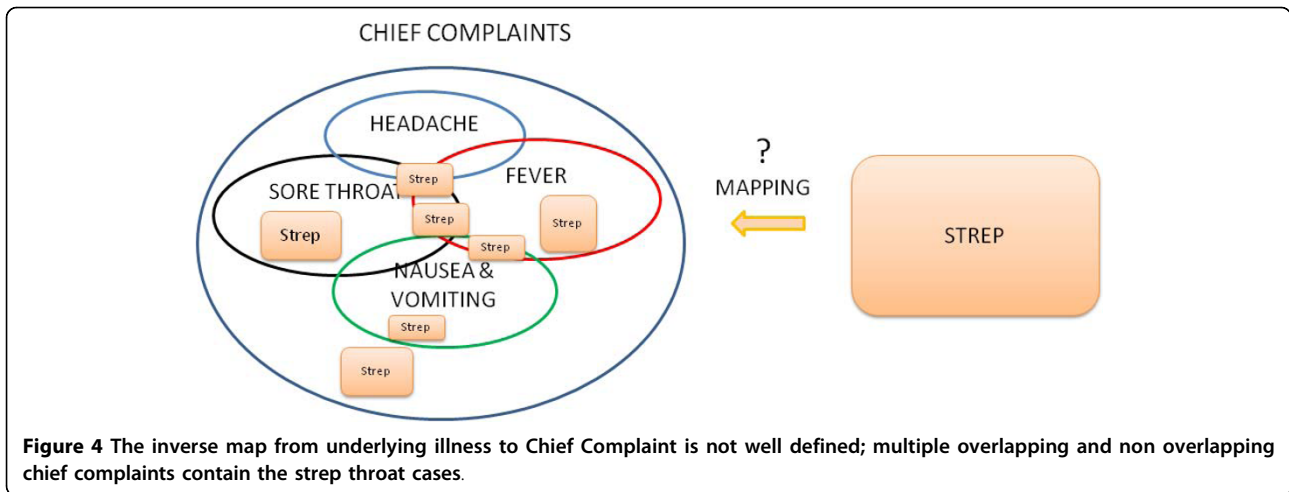 CHIEF COMPLAINTS
HEADACHE
?
MAPPING
Strep
FEVER
SORE THROAT
Strep
Strep
Strep
STREP
Strep
NAUSEA &
VOMITING
Strep
Strep
Figure 4 The inverse map from underlying illness to Chief Complaint is not well defined; multiple overlapping and non overlapping
chief complaints contain the strep throat cases.